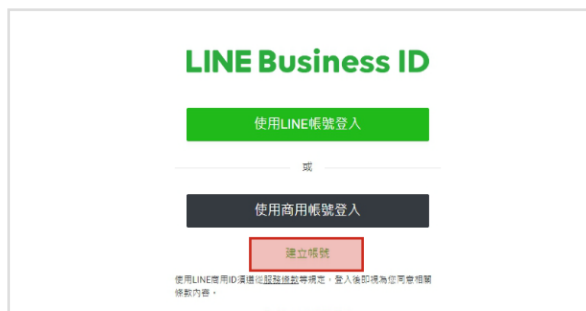 LINE Business ID
使用LINE帳號登入
或
使用商用帳號登入
建立帳號
使用LINE商用ID須遵從服務條款等規定，登入後即視為您同意相關
條款內容。